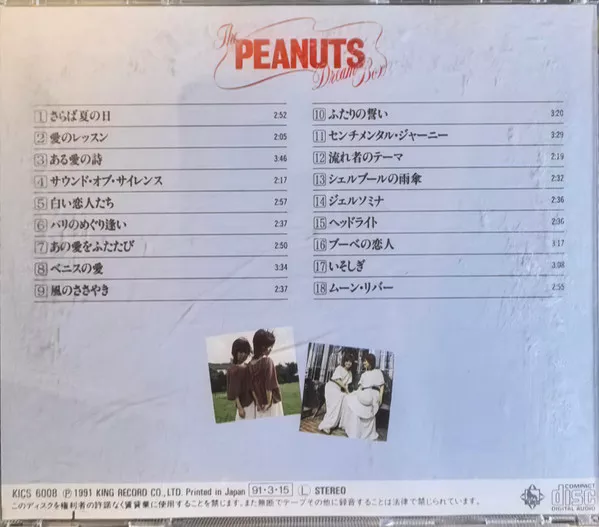 The
PEANUTS
Dream Box
1 さらば夏の日 2:52
2 愛のレッスン 2:05
3 ある愛の詩 3:46
4 サウンド・オブ・サイレンス 2:17
5 白い恋人たち 2:57
6 パリのめぐり逢い 2:37
7 あの愛をふたたび 2:50
8 ベニスの愛 3:34
9 風のささやき 2:37
10 ふたりの誓い 3:20
11 センチメンタル・ジャーニー 3:29
12 流れ者のテーマ 2:19
13 シェルブールの雨傘 2:32
14 ジェルソミナ 2:36
15 ヘッドライト 2:36
16 ブーベの恋人 3:17
17 いそしぎ 3:08
18 ムーン・リバー 2:55
KICS 6008 Ⓟ 1991 KING RECORD CO., LTD. Printed in Japan 91・3・15 L STEREO
このディスクを権利者の許諾なく賃貸業に使用することを禁じます。また無断でテープその他に録音することは法律で禁じられています。
KING
COMPACT
disc
DIGITAL AUDIO